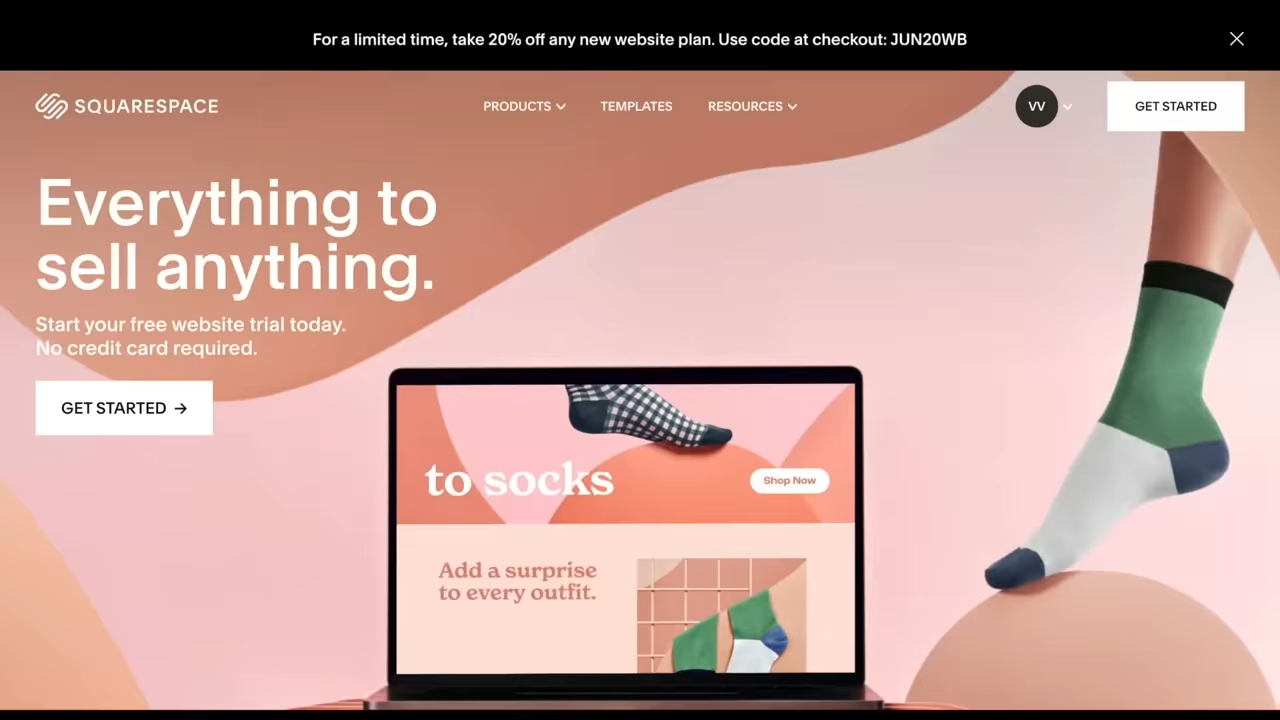 For a limited time, take 20% off any new website plan. Use code at checkout: JUN20WB
SQUARESPACE
PRODUCTS
TEMPLATES
RESOURCES
VV
GET STARTED
Everything to
sell anything.
Start your free website trial today.
No credit card required.
GET STARTED →
to socks
Shop Now
Add a surprise
to every outfit.